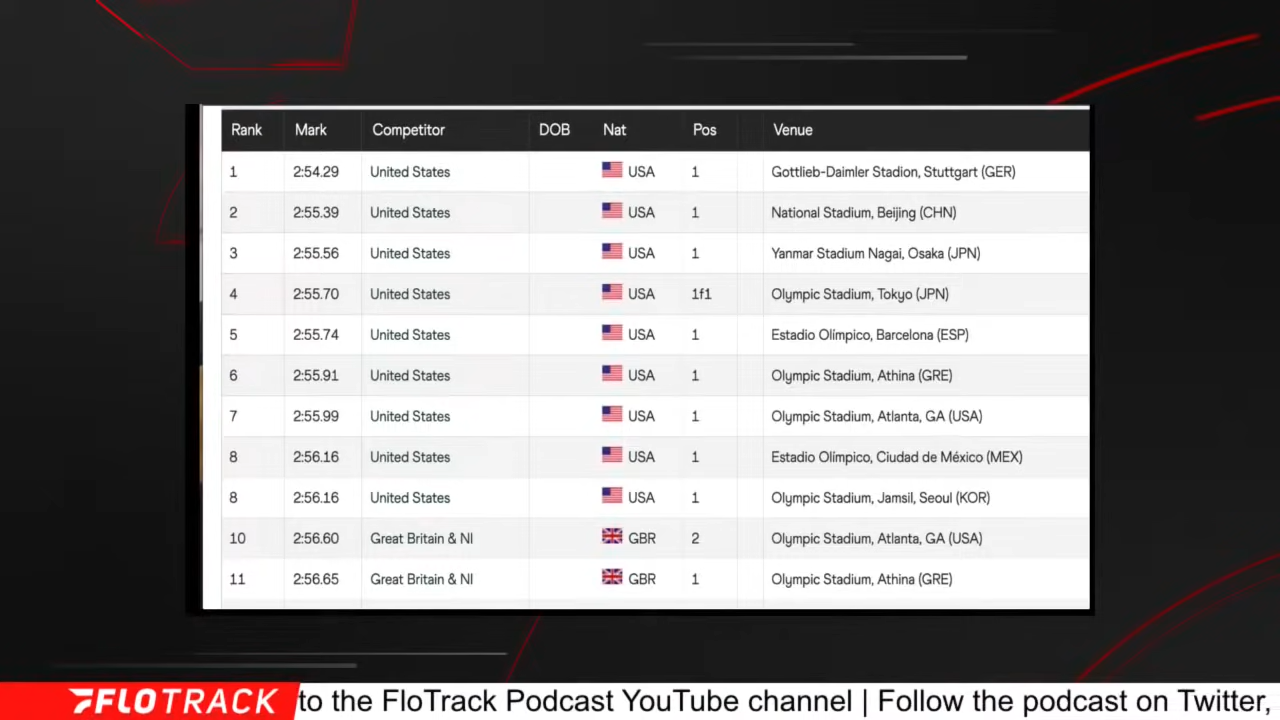 Rank Mark Competitor DOB Nat Pos Venue
1 2:54.29 United States USA 1 Gottlieb-Daimler Stadion, Stuttgart (GER)
2 2:55.39 United States USA 1 National Stadium, Beijing (CHN)
3 2:55.56 United States USA 1 Yanmar Stadium Nagai, Osaka (JPN)
4 2:55.70 United States USA 1f1 Olympic Stadium, Tokyo (JPN)
5 2:55.74 United States USA 1 Estadio Olímpico, Barcelona (ESP)
6 2:55.91 United States USA 1 Olympic Stadium, Athina (GRE)
7 2:55.99 United States USA 1 Olympic Stadium, Atlanta, GA (USA)
8 2:56.16 United States USA 1 Estadio Olímpico, Ciudad de México (MEX)
8 2:56.16 United States USA 1 Olympic Stadium, Jamsil, Seoul (KOR)
10 2:56.60 Great Britain & NI GBR 2 Olympic Stadium, Atlanta, GA (USA)
11 2:56.65 Great Britain & NI GBR 1 Olympic Stadium, Athina (GRE)
FLOTRACK to the FloTrack Podcast YouTube channel | Follow the podcast on Twitter,